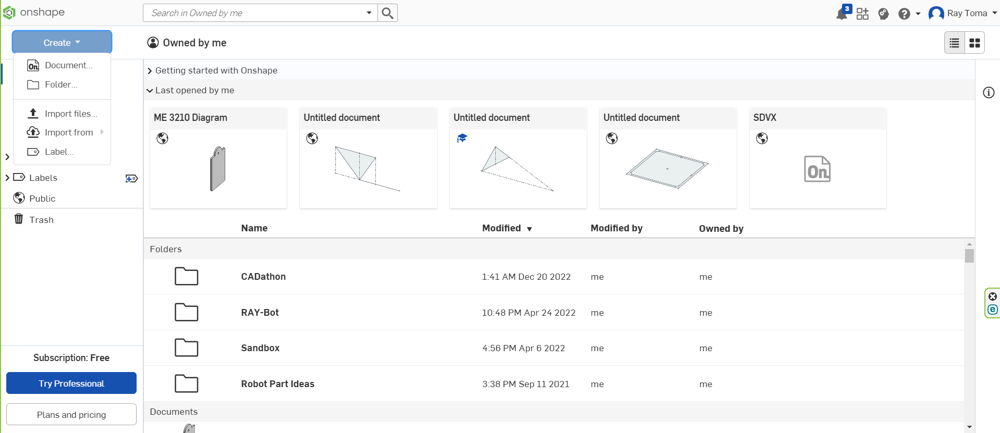 onshape
Search in Owned by me
3
Ray Toma
Create
Owned by me
On Document...
Folder...
Import files...
Import from
Label...
Labels
Public
Trash
Subscription: Free
Try Professional
Plans and pricing
Getting started with Onshape
Last opened by me
ME 3210 Diagram
Untitled document
Untitled document
Untitled document
SDVX
On
Name Modified Modified by Owned by
Folders
CADathon 1:41 AM Dec 20 2022 me me
RAY-Bot 10:48 PM Apr 24 2022 me me
Sandbox 4:56 PM Apr 6 2022 me me
Robot Part Ideas 3:38 PM Sep 11 2021 me me
Documents